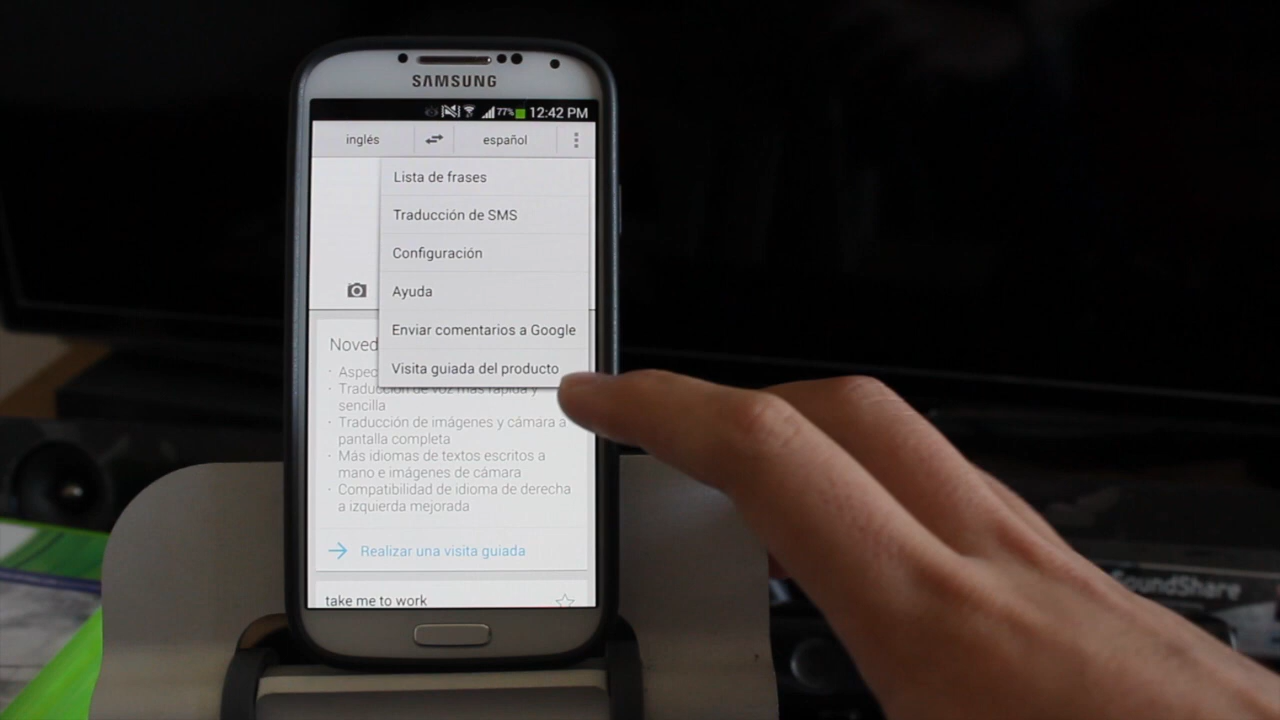 SAMSUNG
77% 12:42 PM
inglés español
Lista de frases
Traducción de SMS
Configuración
Ayuda
Enviar comentarios a Google
Visita guiada del producto
Noved
· Aspec
· Traducción de voz más rápida y
sencilla
· Traducción de imágenes y cámara a
pantalla completa
· Más idiomas de textos escritos a
mano e imágenes de cámara
· Compatibilidad de idioma de derecha
a izquierda mejorada
Realizar una visita guiada
take me to work
SoundShare